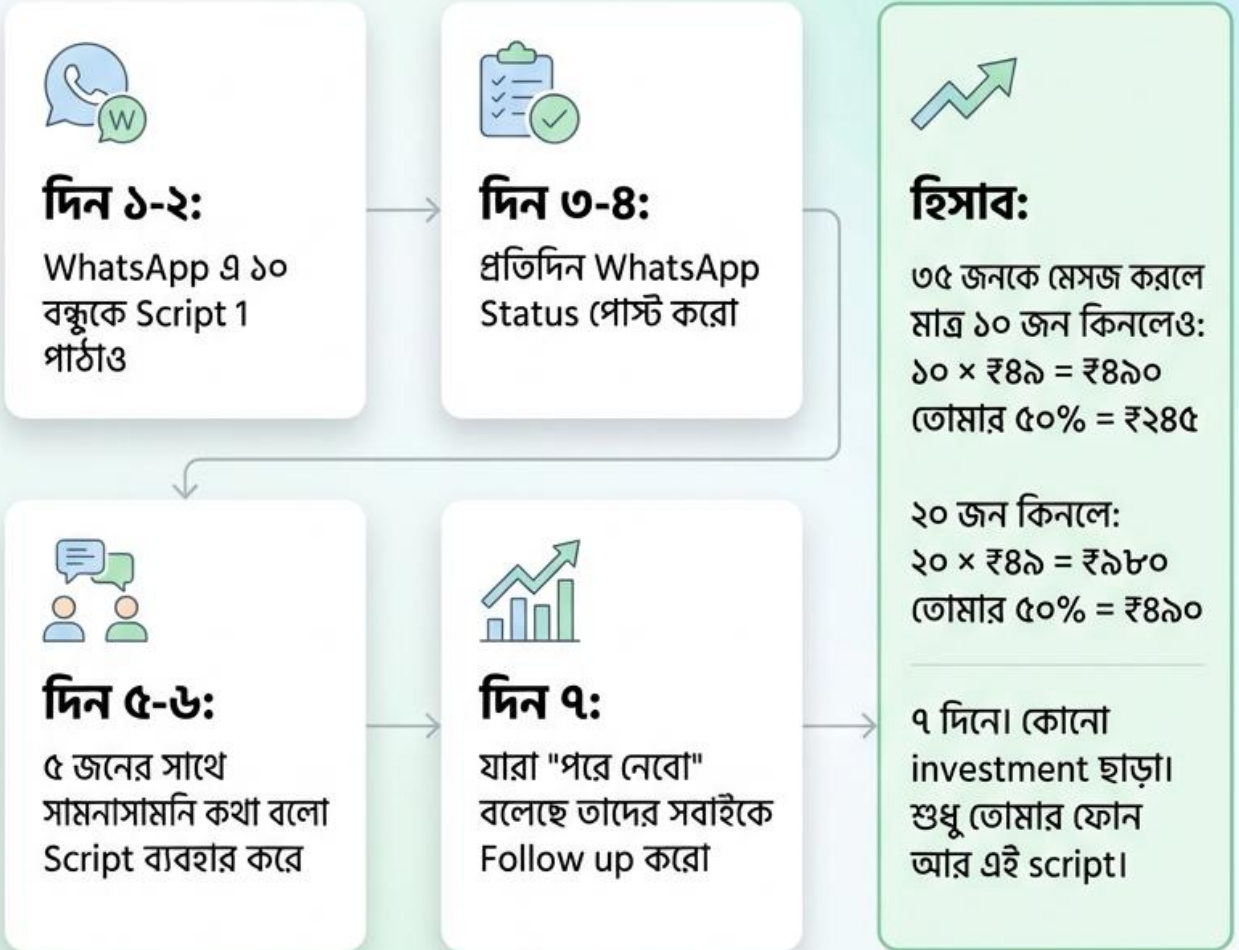 W
দিন ১-২:
WhatsApp এ ১০
বন্ধুকে Script 1
পাঠাও
দিন ৩-৪:
প্রতিদিন WhatsApp
Status পোস্ট করো
দিন ৫-৬:
৫ জনের সাথে
সামনাসামনি কথা বলো
Script ব্যবহার করে
দিন ৭:
যারা "পরে নেবো"
বলেছে তাদের সবাইকে
Follow up করো
হিসাব:
৩৫ জনকে মেসজ করলে
মাত্র ১০ জন কিনলেও:
১০ × ₹৪৯ = ₹৪৯০
তোমার ৫০% = ₹২৪৫
২০ জন কিনলে:
২০ × ₹৪৯ = ₹৯৮০
তোমার ৫০% = ₹৪৯০
৭ দিনে। কোনো
investment ছাড়া।
শুধু তোমার ফোন
আর এই script।